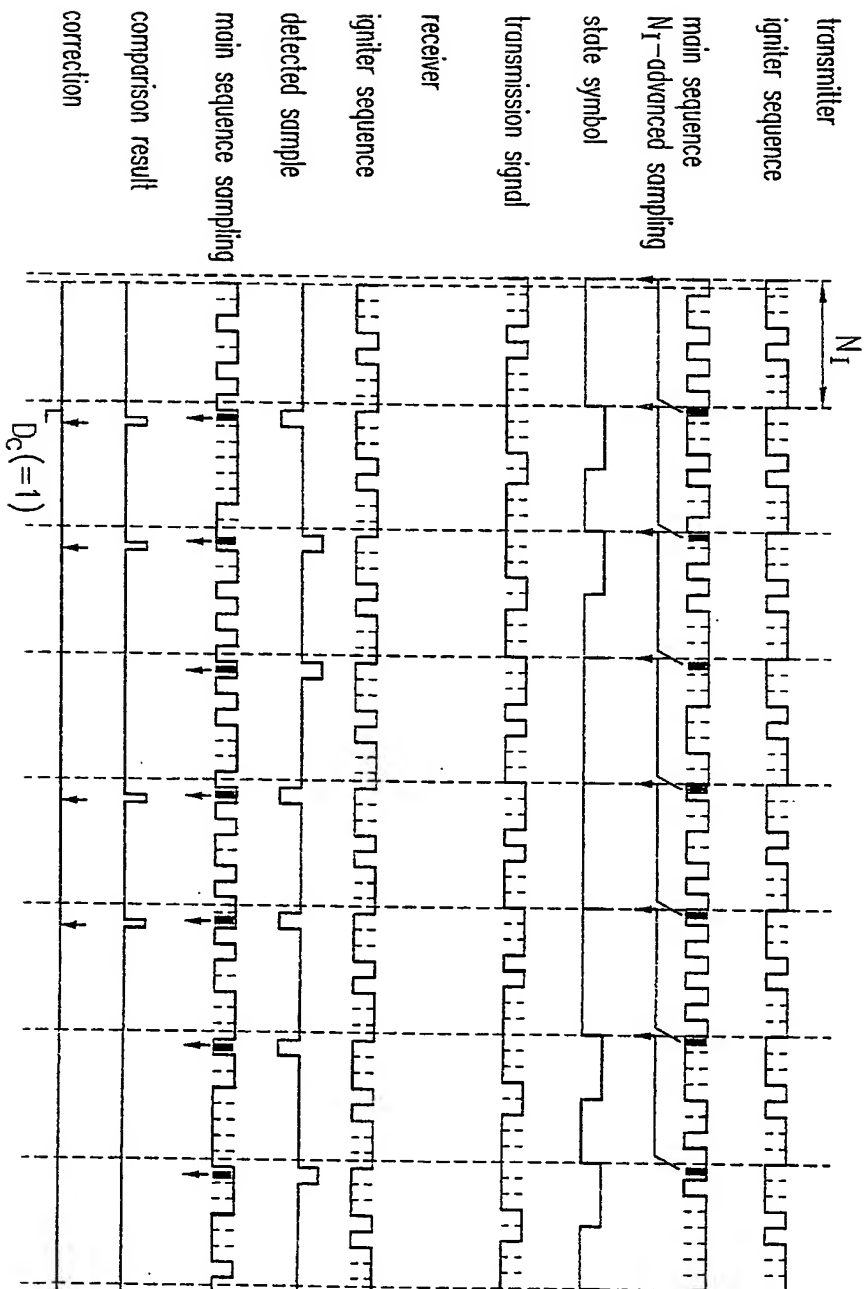 transmitter
N_I
igniter sequence
main sequence
N_I-advanced sampling
state symbol
transmission signal
receiver
igniter sequence
detected sample
main sequence sampling
comparison result
correction
D_C(=1)